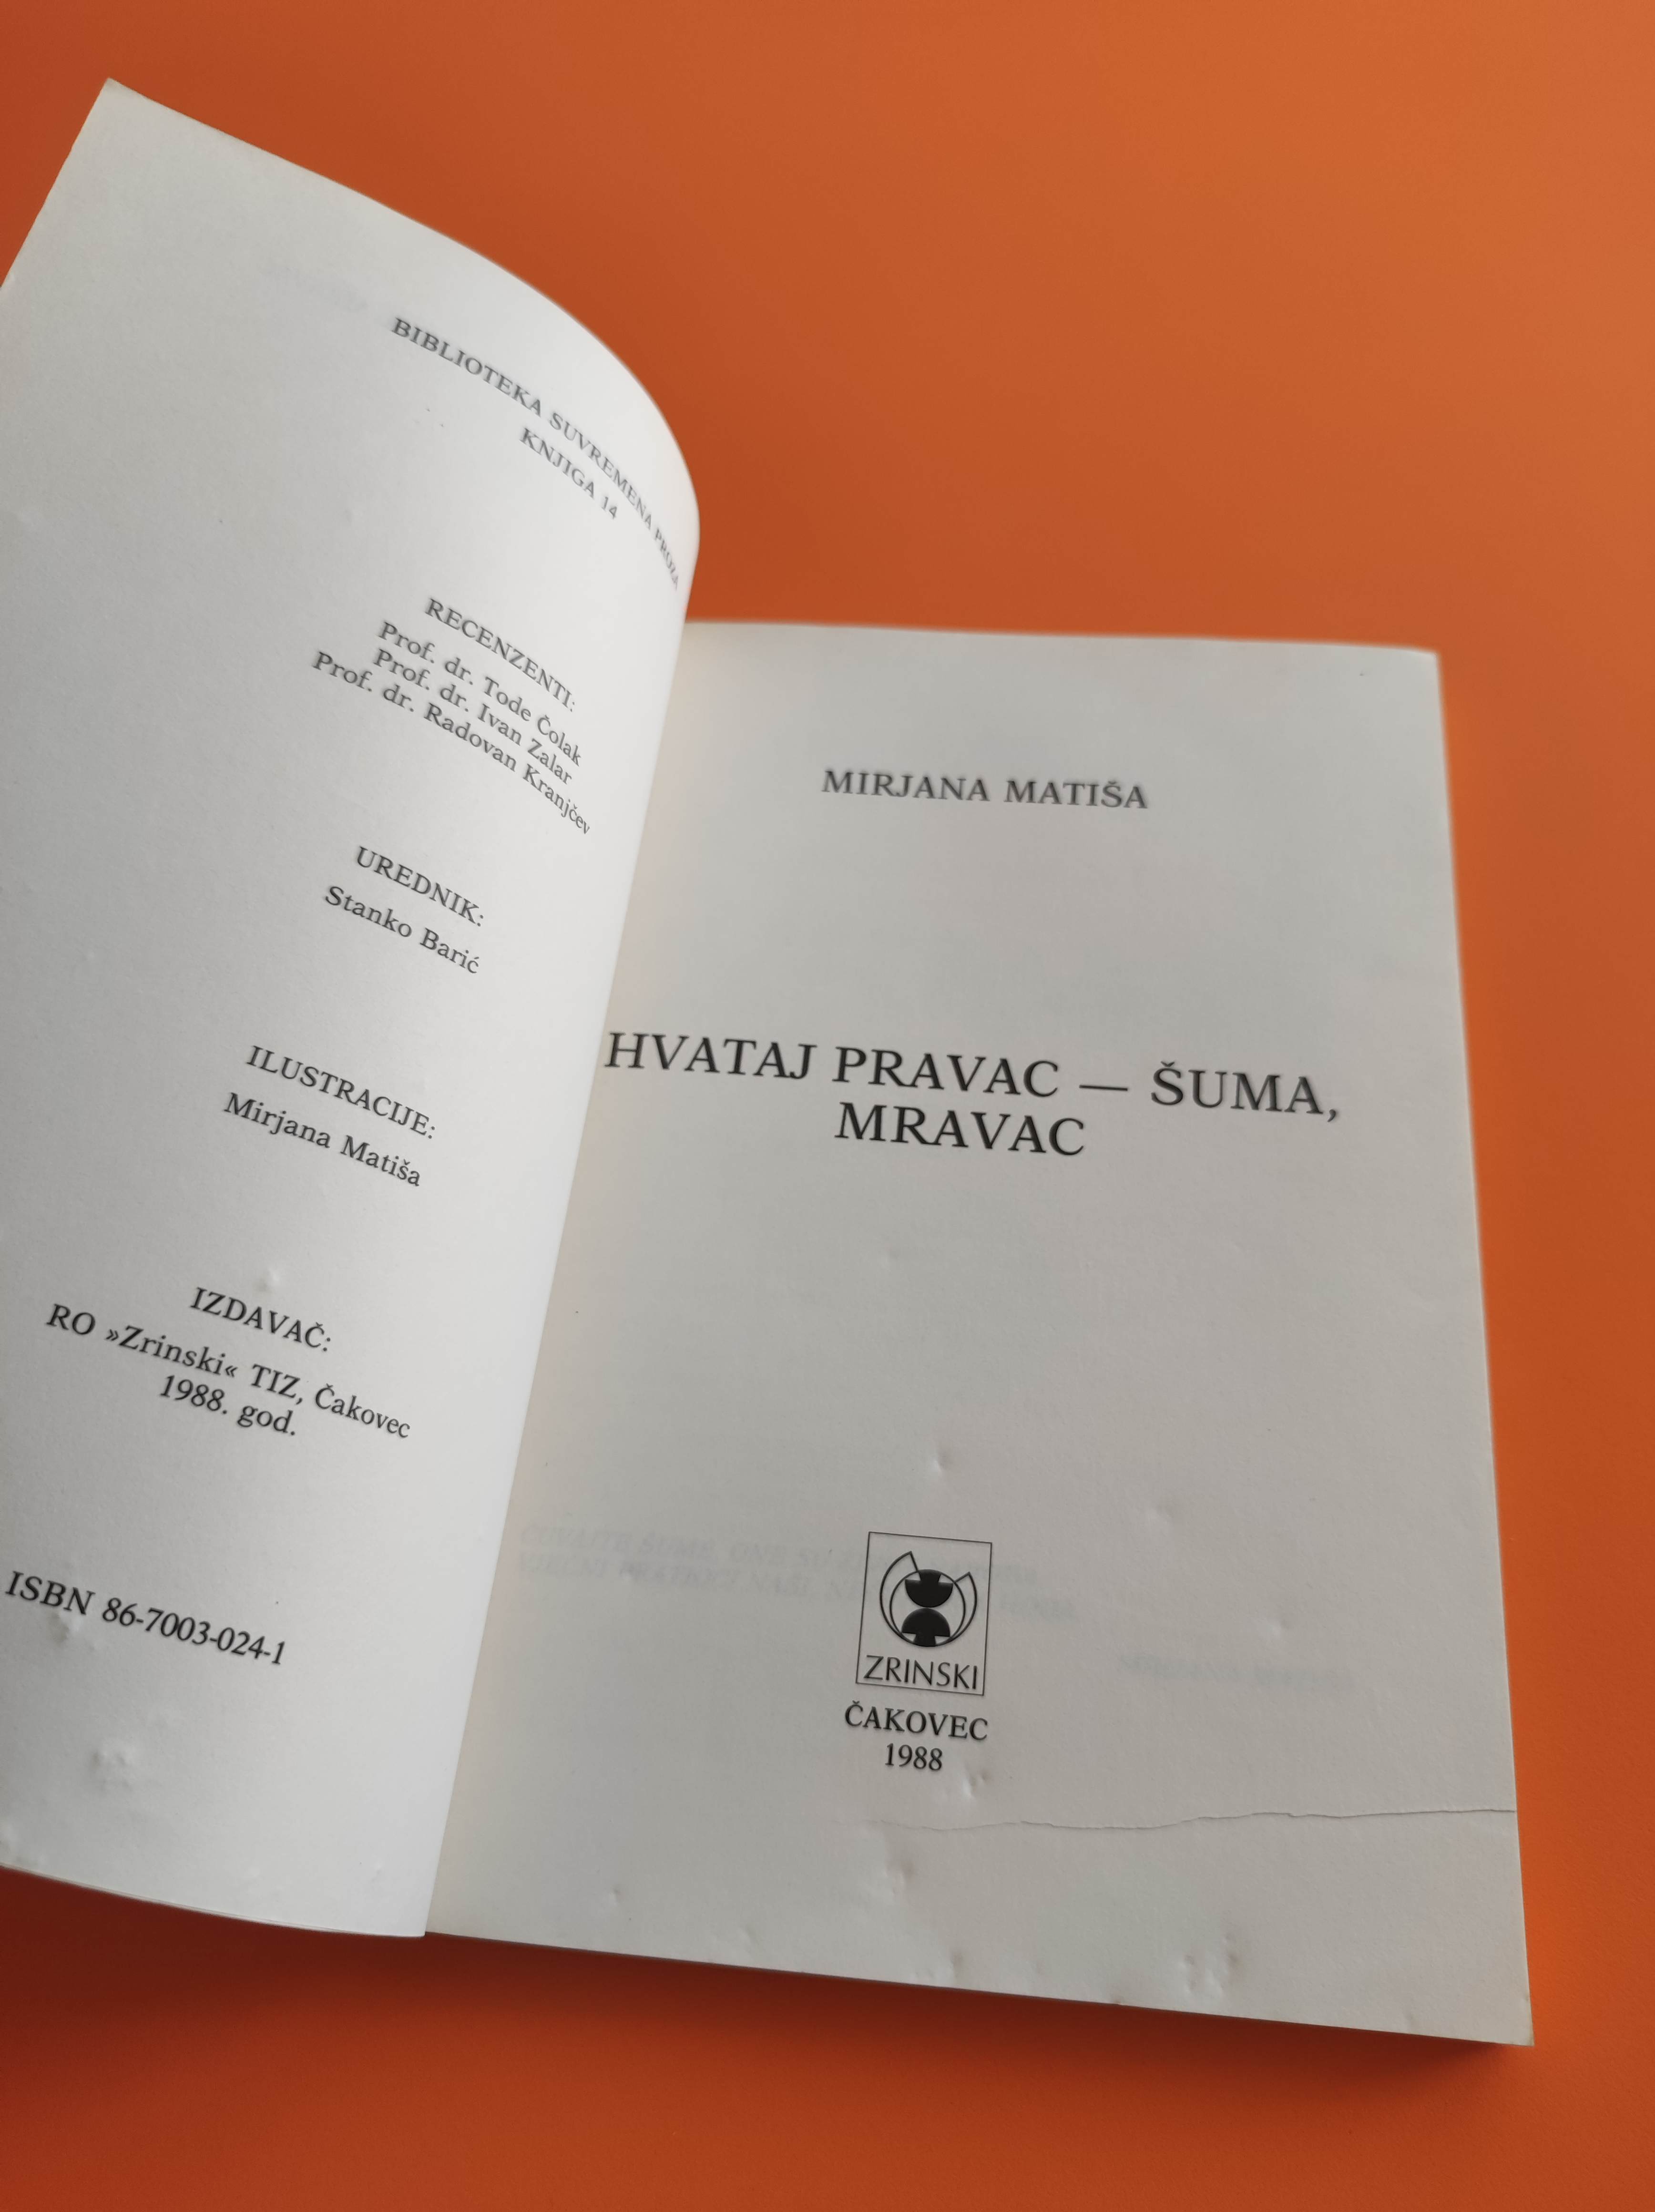 BIBLIOTEKA SUVREMENA PROZA
KNJIGA 14
RECENZENTI:
Prof. dr. Tode Čolak
Prof. dr. Ivan Zalar
Prof. dr. Radovan Kranjčev
UREDNIK:
Stanko Barić
ILUSTRACIJE:
Mirjana Matiša
IZDAVAČ:
RO »Zrinski« TIZ, Čakovec
1988. god.
ISBN 86-7003-024-1
MIRJANA MATIŠA
HVATAJ PRAVAC — ŠUMA,
MRAVAC
ZRINSKI
ČAKOVEC
1988